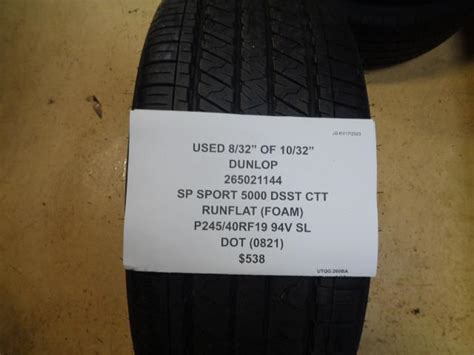 USED 8/32” OF 10/32”
DUNLOP
265021144
SP SPORT 5000 DSST CTT
RUNFLAT (FOAM)
P245/40RF19 94V SL
DOT (0821)
$538